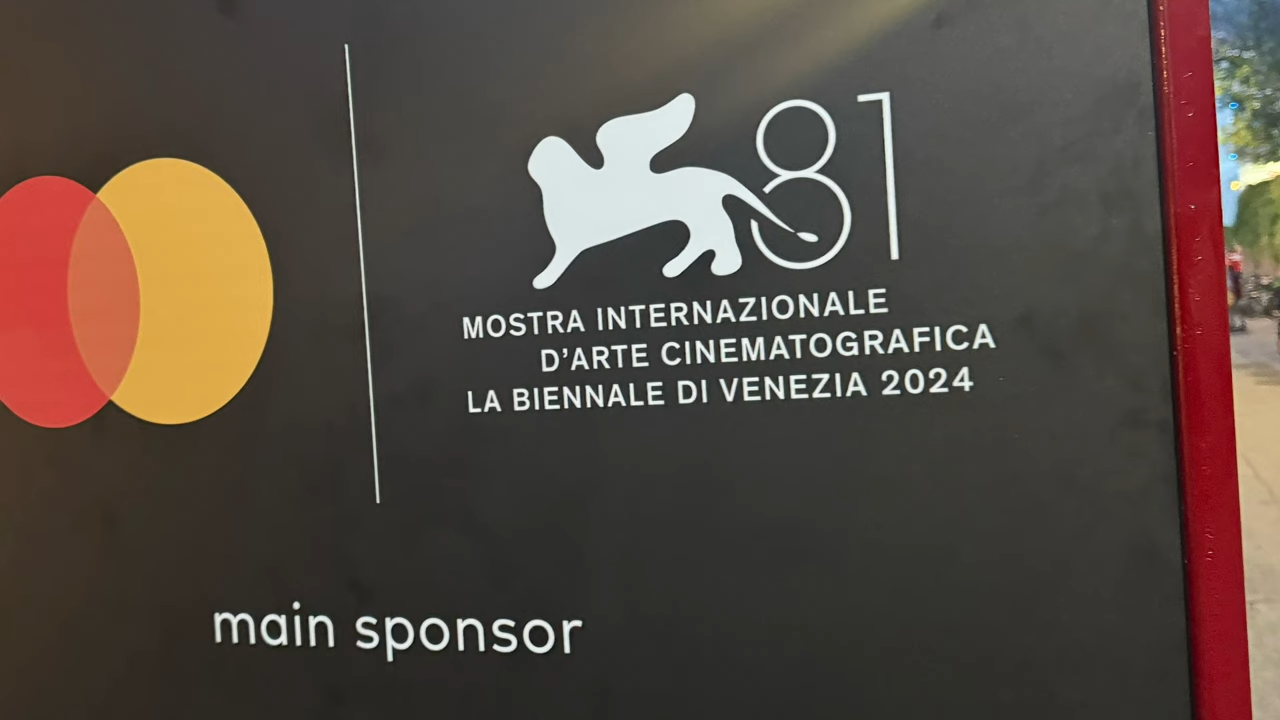 81
MOSTRA INTERNAZIONALE
D'ARTE CINEMATOGRAFICA
LA BIENNALE DI VENEZIA 2024
main sponsor